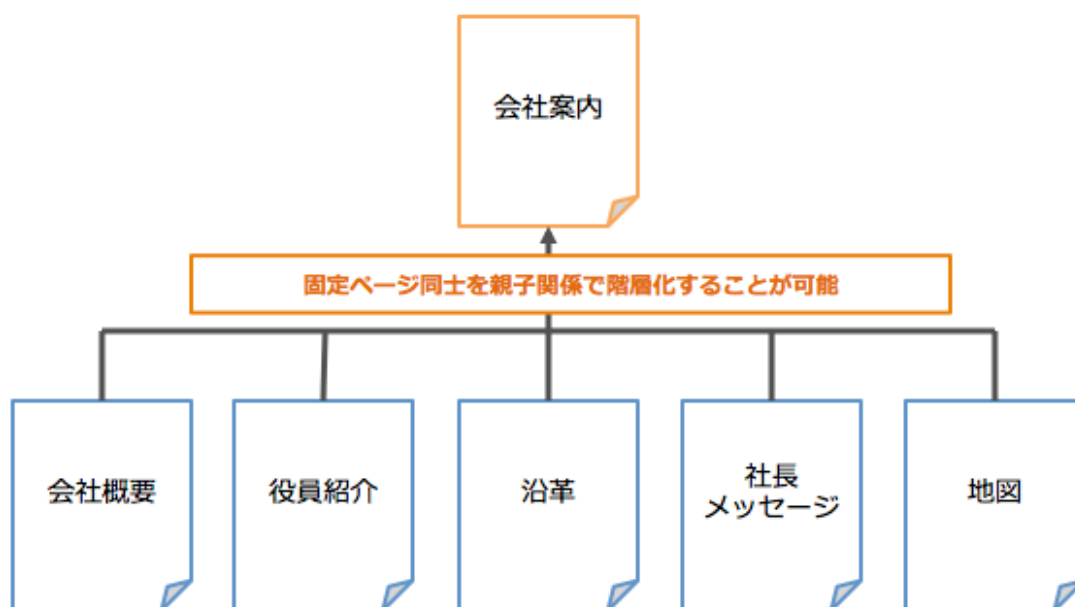 会社案内
固定ページ同士を親子関係で階層化することが可能
会社概要
役員紹介
沿革
社長
メッセージ
地図